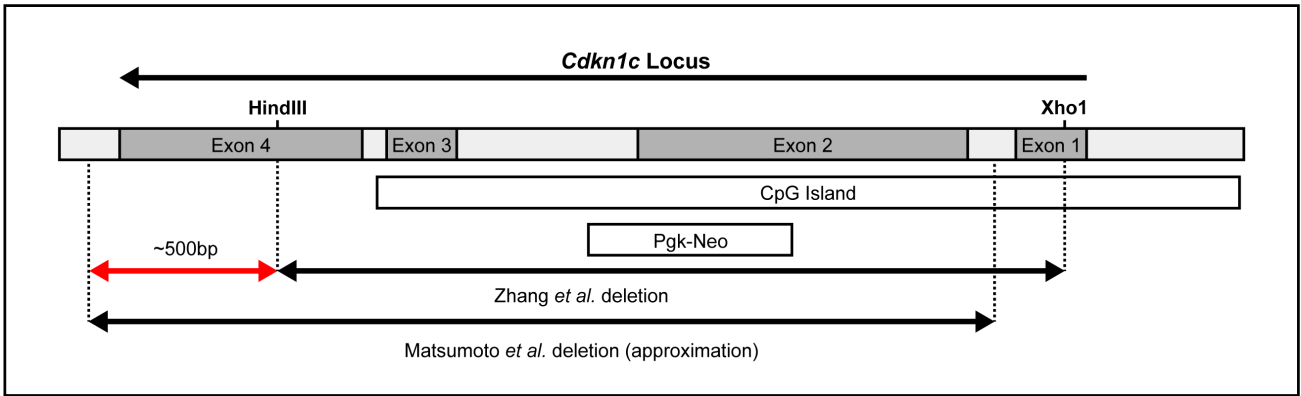 Cdkn1c Locus
HindIII
Xho1
Exon 4
Exon 3
Exon 2
Exon 1
CpG Island
Pgk-Neo
~500bp
Zhang et al. deletion
Matsumoto et al. deletion (approximation)